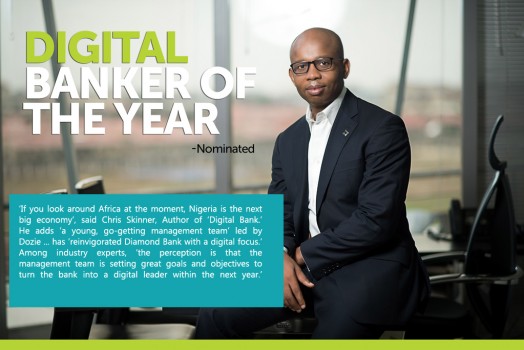 DIGITAL
BANKER OF
THE YEAR
-Nominated
‘If you look around Africa at the moment, Nigeria is the next
big economy’, said Chris Skinner, Author of ‘Digital Bank.’
He adds ‘a young, go-getting management team’ led by
Dozie ... has ‘reinvigorated Diamond Bank with a digital focus.’
Among industry experts, ‘the perception is that the
management team is setting great goals and objectives to
turn the bank into a digital leader within the next year.’